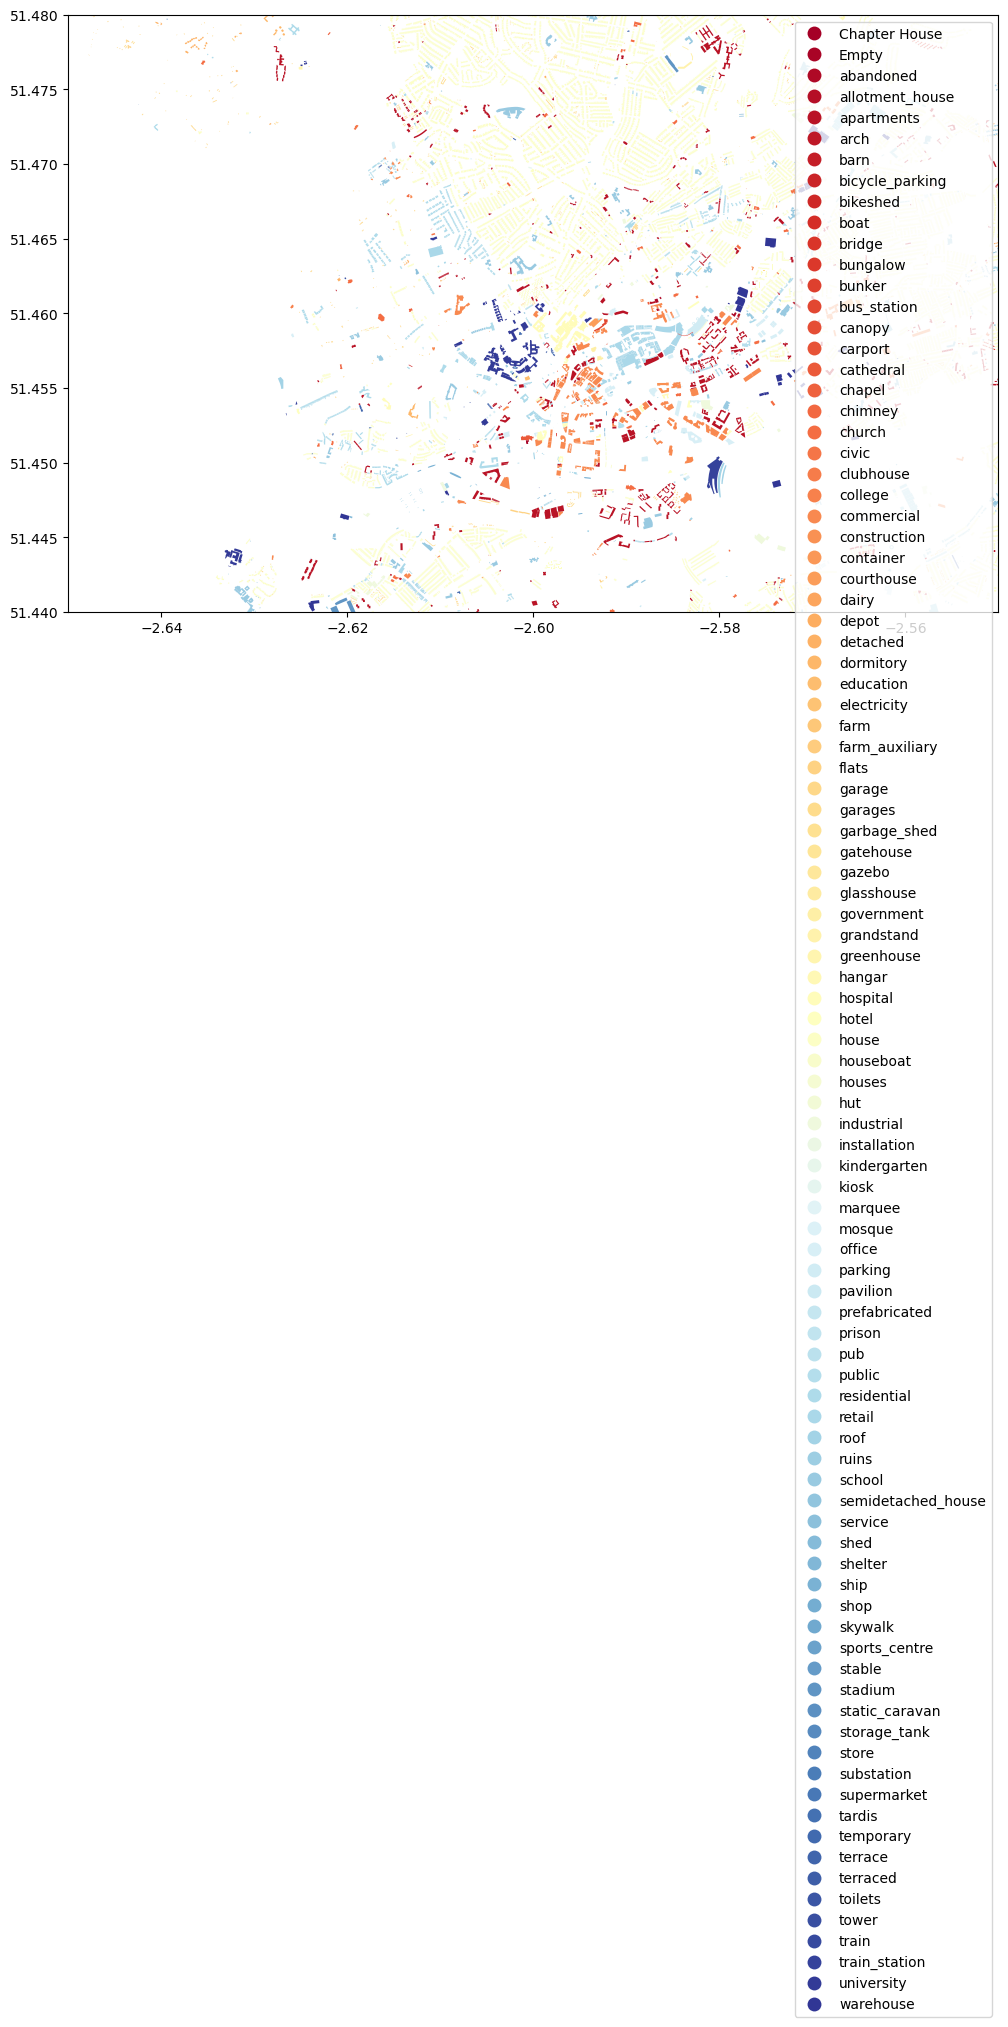 51.480
51.475
51.470
51.465
51.460
51.455
51.450
51.445
51.440
−2.64
−2.62
−2.60
−2.58
−2.56
Chapter House
Empty
abandoned
allotment_house
apartments
arch
barn
bicycle_parking
bikeshed
boat
bridge
bungalow
bunker
bus_station
canopy
carport
cathedral
chapel
chimney
church
civic
clubhouse
college
commercial
construction
container
courthouse
dairy
depot
detached
dormitory
education
electricity
farm
farm_auxiliary
flats
garage
garages
garbage_shed
gatehouse
gazebo
glasshouse
government
grandstand
greenhouse
hangar
hospital
hotel
house
houseboat
houses
hut
industrial
installation
kindergarten
kiosk
marquee
mosque
office
parking
pavilion
prefabricated
prison
pub
public
residential
retail
roof
ruins
school
semidetached_house
service
shed
shelter
ship
shop
skywalk
sports_centre
stable
stadium
static_caravan
storage_tank
store
substation
supermarket
tardis
temporary
terrace
terraced
toilets
tower
train
train_station
university
warehouse